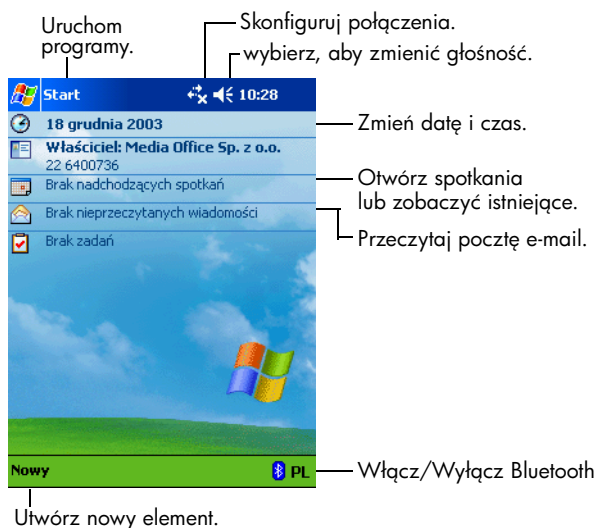 Uruchom
programy.
Skonfiguruj połączenia.
wybierz, aby zmienić głośność.
Start 10:28
18 grudnia 2003
Zmień datę i czas.
Właściciel: Media Office Sp. z o.o.
22 6400736
Brak nadchodzących spotkań
Otwórz spotkania
lub zobaczyć istniejące.
Brak nieprzeczytanych wiadomości
Przeczytaj pocztę e-mail.
Brak zadań
Nowy PL
Włącz/Wyłącz Bluetooth
Utwórz nowy element.